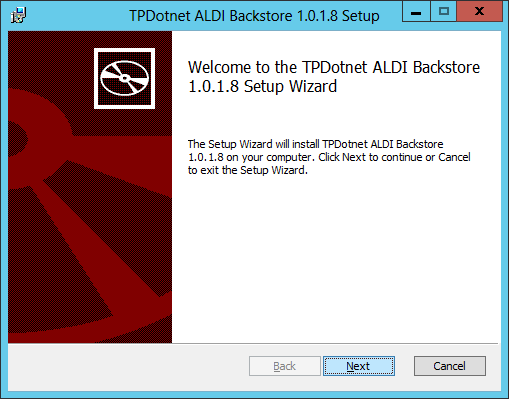 TPDotnet ALDI Backstore 1.0.1.8 Setup
Welcome to the TPDotnet ALDI Backstore
1.0.1.8 Setup Wizard
The Setup Wizard will install TPDotnet ALDI Backstore
1.0.1.8 on your computer. Click Next to continue or Cancel
to exit the Setup Wizard.
Back Next Cancel